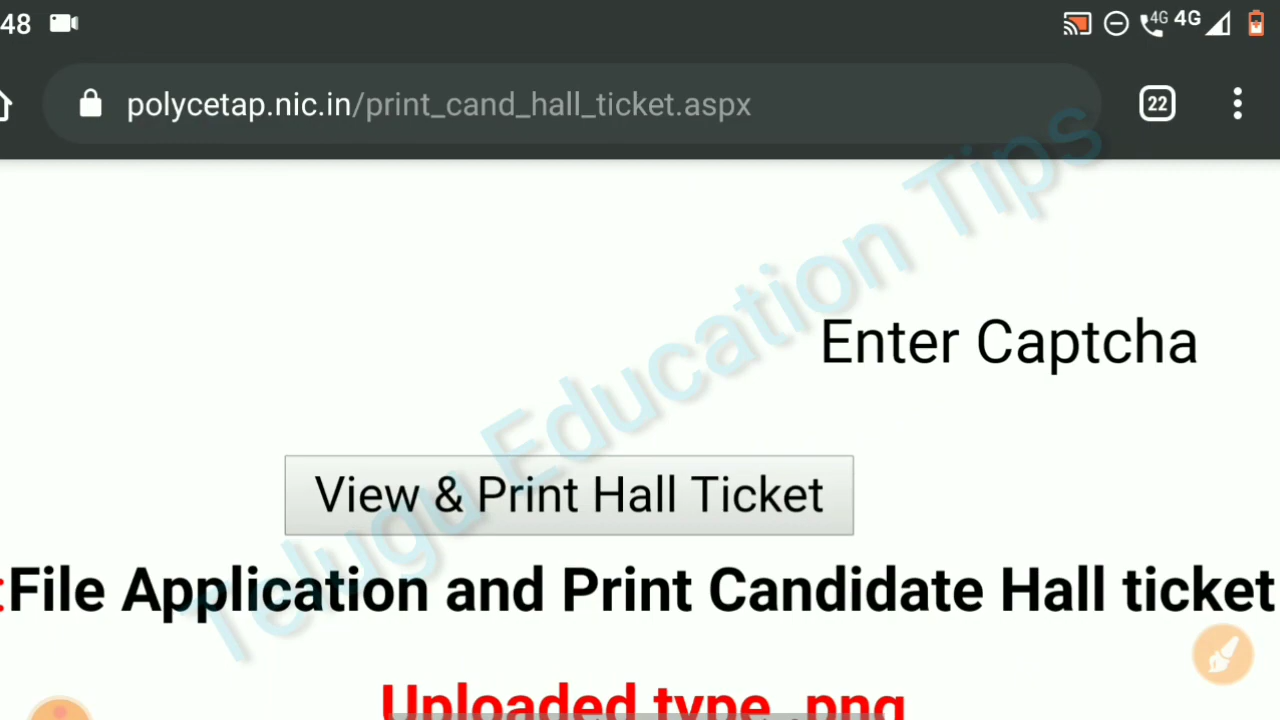 48
4G 4G
polycetap.nic.in/print_cand_hall_ticket.aspx
22
Telugu Education Tips
Enter Captcha
View & Print Hall Ticket
:File Application and Print Candidate Hall ticket
Uploaded type .png